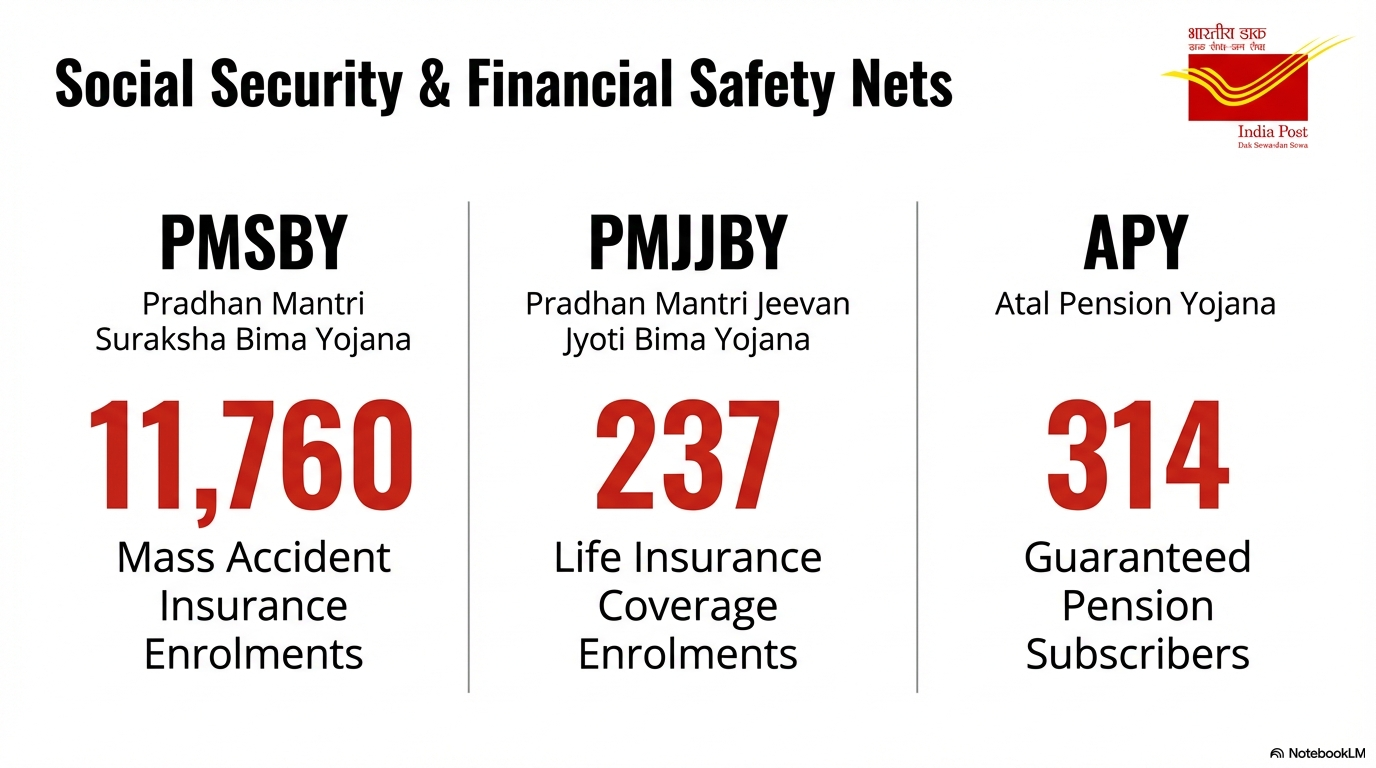 Social Security & Financial Safety Nets
भारतीय डाक
India Post
PMSBY
Pradhan Mantri
Suraksha Bima Yojana
11,760
Mass Accident
Insurance
Enrolments
PMJJBY
Pradhan Mantri Jeevan
Jyoti Bima Yojana
237
Life Insurance
Coverage
Enrolments
APY
Atal Pension Yojana
314
Guaranteed
Pension
Subscribers
NotebookLM